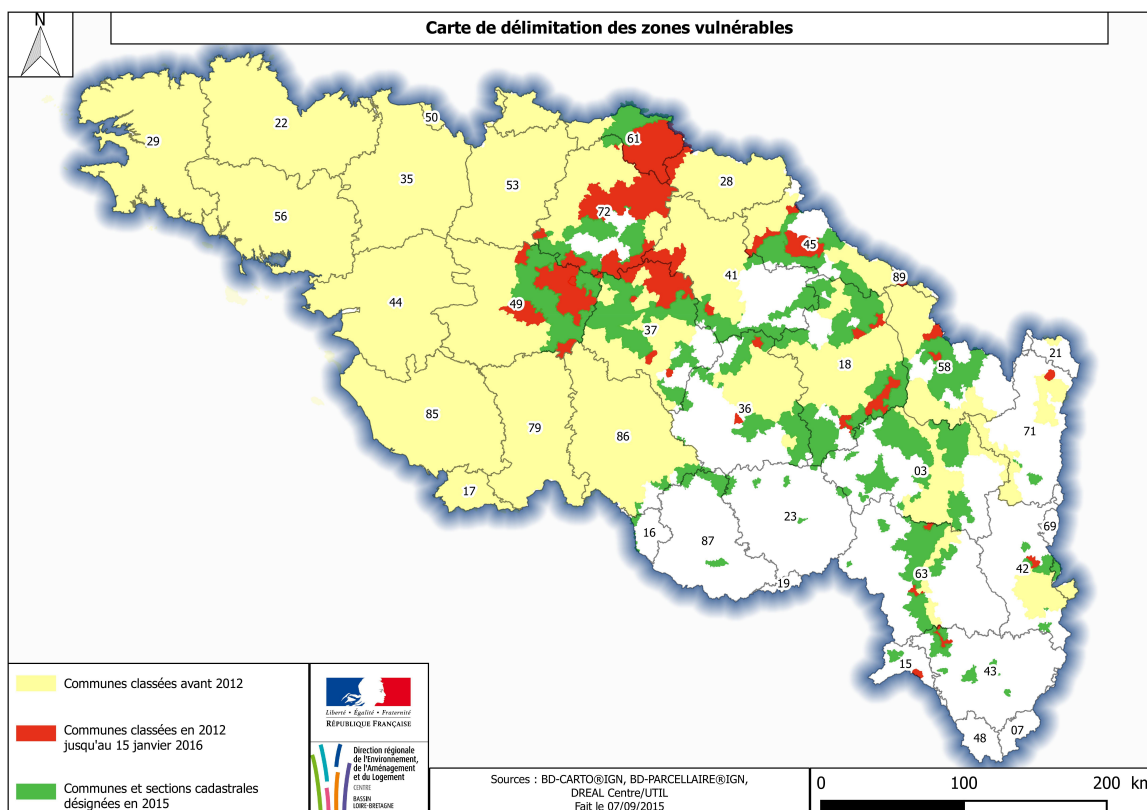 N
Carte de délimitation des zones vulnérables
50
22
61
29
35
53
28
72
56
45
41
89
44
49
37
21
18
58
36
85
79
86
71
03
17
23
69
16
87
42
63
19
15
43
48
07
Communes classées avant 2012
Communes classées en 2012
jusqu'au 15 janvier 2016
Communes et sections cadastrales
désignées en 2015
Liberté • Égalité • Fraternité
RÉPUBLIQUE FRANÇAISE
Direction régionale
de l'Environnement,
de l'Aménagement
et du Logement
CENTRE
BASSIN
LOIRE-BRETAGNE
Sources : BD-CARTO®IGN, BD-PARCELLAIRE®IGN,
DREAL Centre/UTIL
Fait le 07/09/2015
0 100 200 km